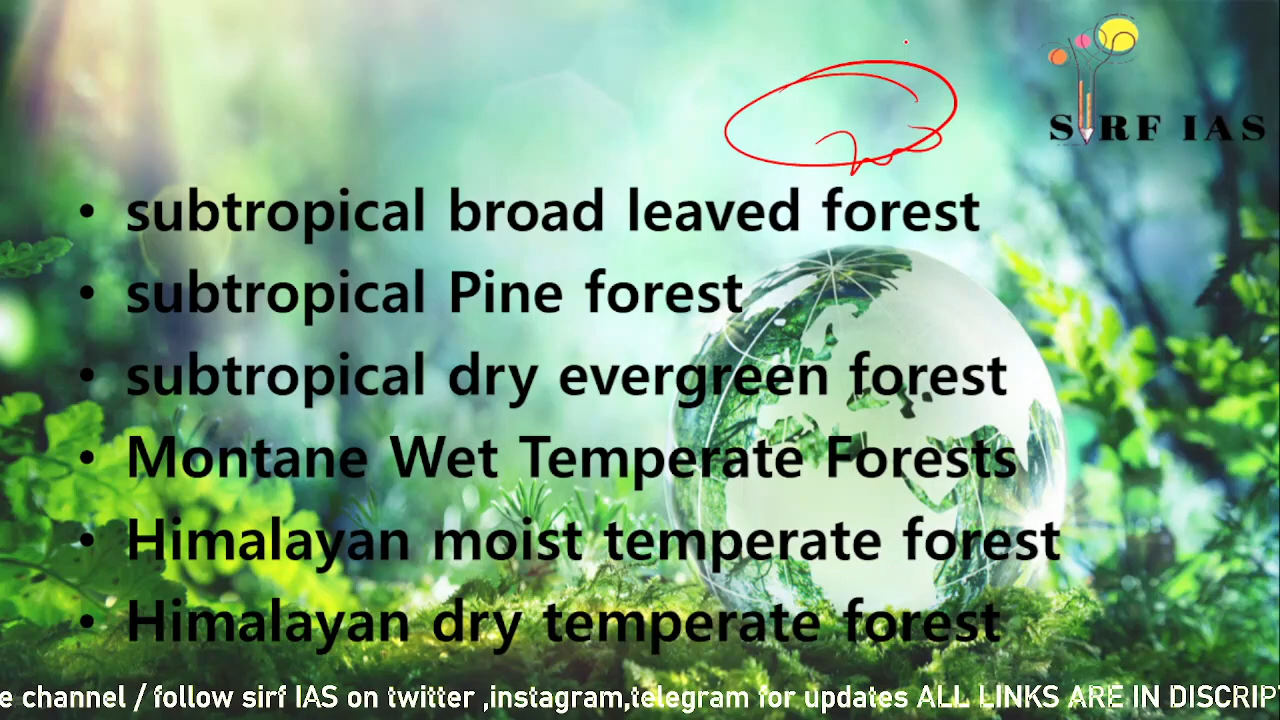 SIRF IAS
• subtropical broad leaved forest
• subtropical Pine forest
• subtropical dry evergreen forest
• Montane Wet Temperate Forests
• Himalayan moist temperate forest
• Himalayan dry temperate forest
e channel / follow sirf IAS on twitter ,instagram,telegram for updates ALL LINKS ARE IN DISCRIP